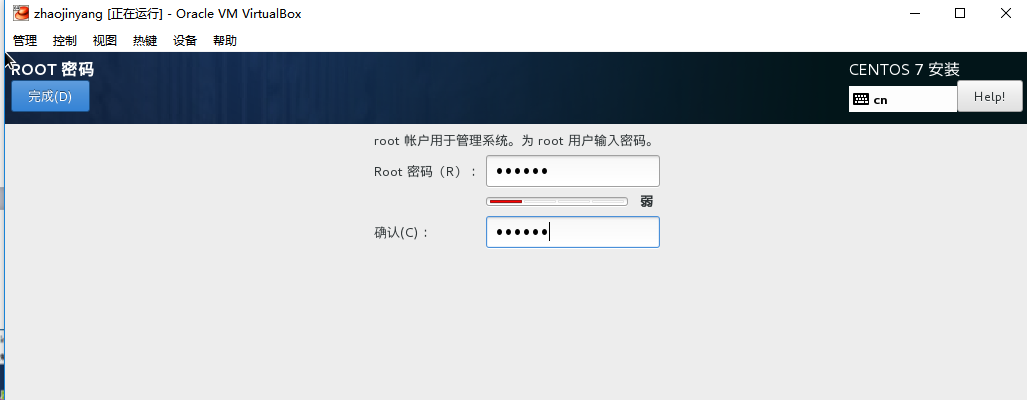 zhaojinyang [正在运行] - Oracle VM VirtualBox
管理 控制 视图 热键 设备 帮助
ROOT 密码
CENTOS 7 安装
完成(D)
cn
Help!
root 帐户用于管理系统。为 root 用户输入密码。
Root 密码（R）：
••••••
弱
确认(C)：
••••••